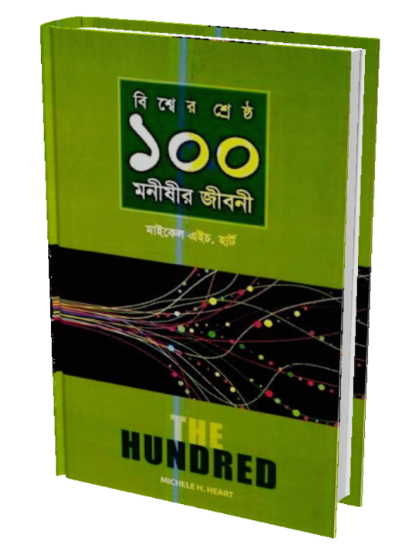 বিশ্বের শ্রেষ্ঠ
১০০
মনীষীর জীবনী
মাইকেল এইচ. হার্ট
THE
HUNDRED
MICHELE H. HEART